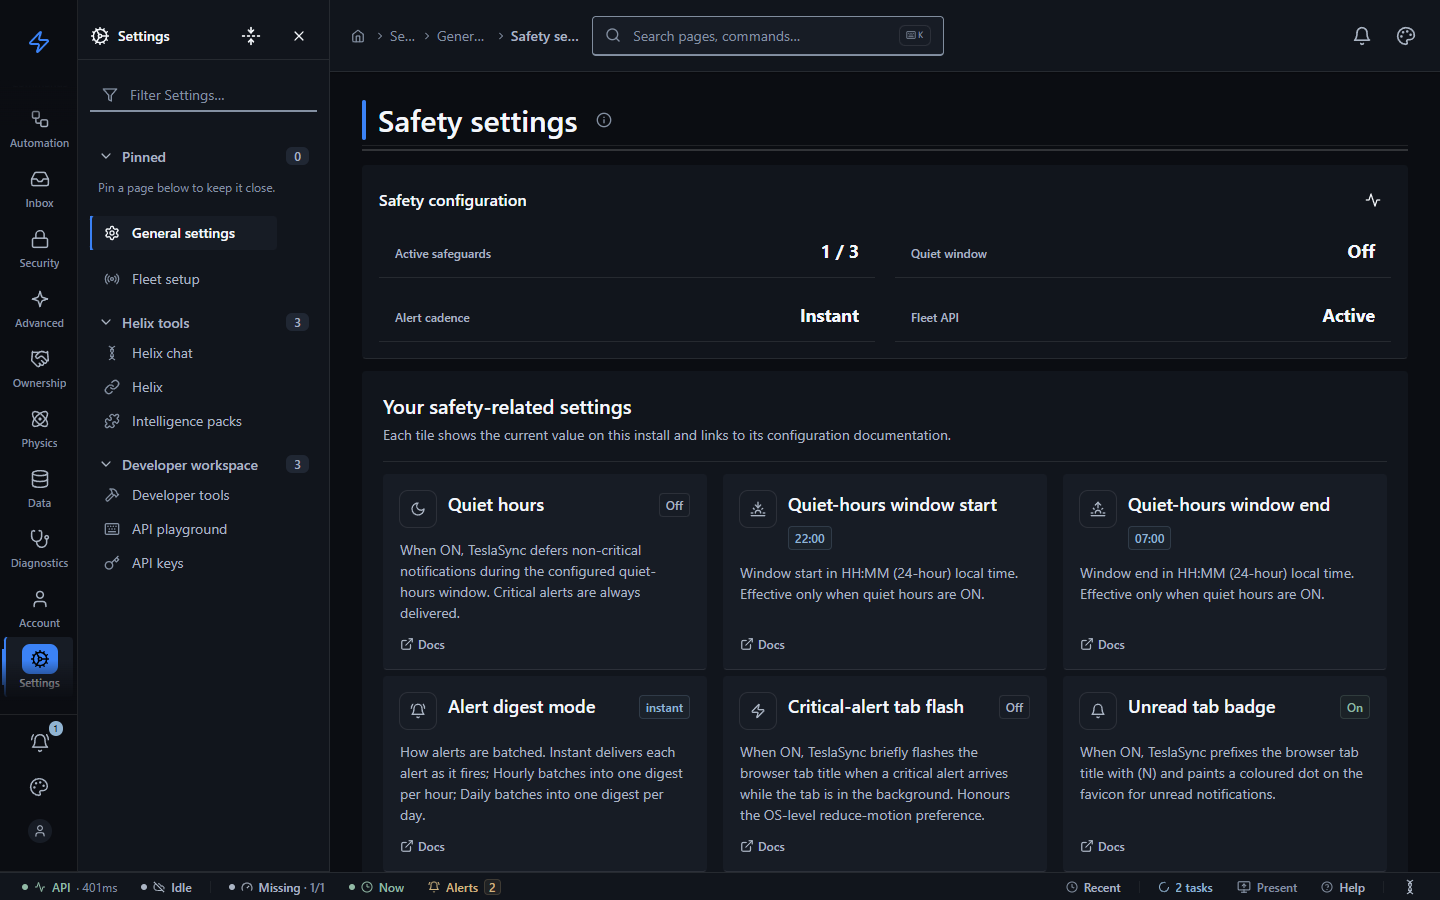 Settings
Filter Settings...
Pinned
0
Pin a page below to keep it close.
General settings
Fleet setup
Helix tools
3
Helix chat
Helix
Intelligence packs
Developer workspace
3
Developer tools
API playground
API keys
Automation
Inbox
Security
Advanced
Ownership
Physics
Data
Diagnostics
Account
Settings
1
Se...
Gener...
Safety se...
Search pages, commands...
K
Safety settings
Safety configuration
Active safeguards
1 / 3
Quiet window
Off
Alert cadence
Instant
Fleet API
Active
Your safety-related settings
Each tile shows the current value on this install and links to its configuration documentation.
Quiet hours
Off
When ON, TeslaSync defers non-critical
notifications during the configured quiet-
hours window. Critical alerts are always
delivered.
Docs
Quiet-hours window start
22:00
Window start in HH:MM (24-hour) local time.
Effective only when quiet hours are ON.
Docs
Quiet-hours window end
07:00
Window end in HH:MM (24-hour) local time.
Effective only when quiet hours are ON.
Docs
Alert digest mode
instant
How alerts are batched. Instant delivers each
alert as it fires; Hourly batches into one digest
per hour; Daily batches into one digest per
day.
Docs
Critical-alert tab flash
Off
When ON, TeslaSync briefly flashes the
browser tab title when a critical alert arrives
while the tab is in the background. Honours
the OS-level reduce-motion preference.
Docs
Unread tab badge
On
When ON, TeslaSync prefixes the browser tab
title with (N) and paints a coloured dot on the
favicon for unread notifications.
Docs
API · 401ms
Idle
Missing · 1/1
Now
Alerts 2
Recent
2 tasks
Present
Help